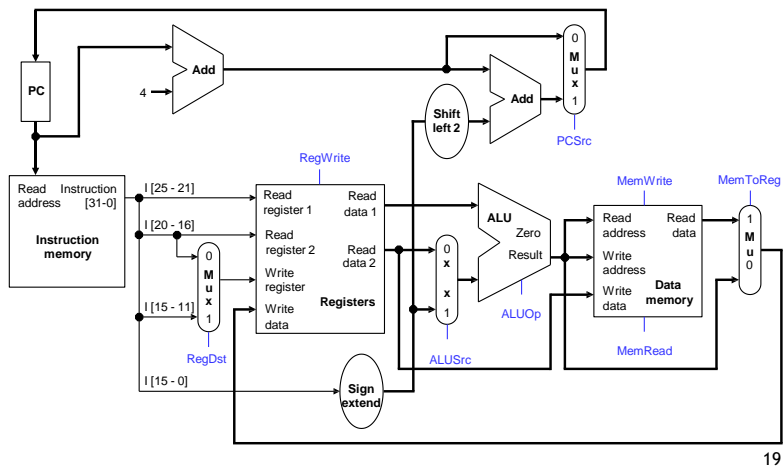 PC
4
Add
Shift
left 2
Add
0
M
u
x
1
PCSrc
Read
address
Instruction
[31-0]
Instruction
memory
I [25 - 21]
I [20 - 16]
I [15 - 11]
I [15 - 0]
0
M
u
x
1
RegDst
RegWrite
Read
register 1
Read
data 1
Read
register 2
Read
data 2
Write
register
Write
data
Registers
Sign
extend
0
x
x
1
ALUSrc
ALU
Zero
Result
ALUOp
MemWrite
Read
address
Read
data
Write
address
Write
data
Data
memory
MemRead
MemToReg
1
M
u
0
19